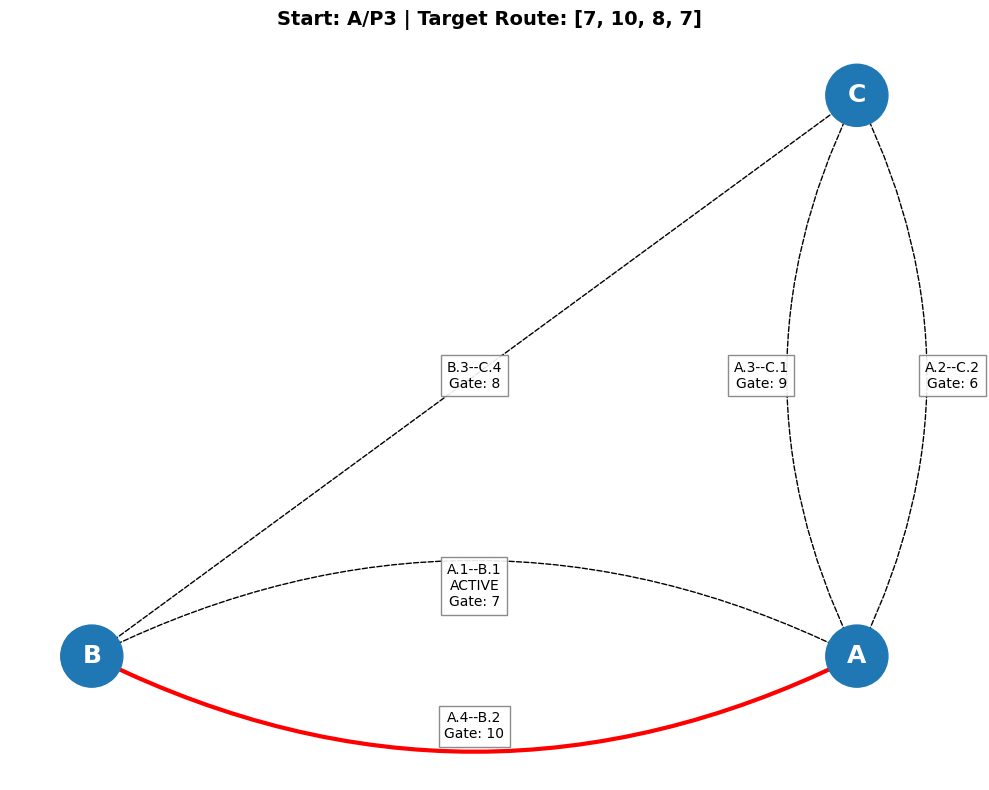 Start: A/P3 | Target Route: [7, 10, 8, 7]
C
B.3--C.4
Gate: 8
A.3--C.1
Gate: 9
A.2--C.2
Gate: 6
A.1--B.1
ACTIVE
Gate: 7
B
A
A.4--B.2
Gate: 10